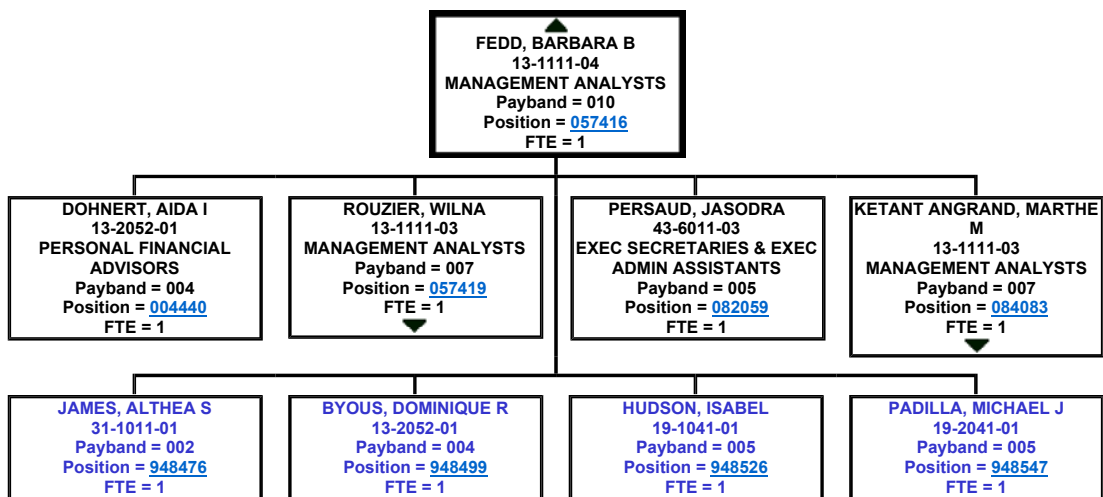 FEDD, BARBARA B
13-1111-04
MANAGEMENT ANALYSTS
Payband = 010
Position = 057416
FTE = 1
DOHNERT, AIDA I
13-2052-01
PERSONAL FINANCIAL
ADVISORS
Payband = 004
Position = 004440
FTE = 1
ROUZIER, WILNA
13-1111-03
MANAGEMENT ANALYSTS
Payband = 007
Position = 057419
FTE = 1
PERSAUD, JASODRA
43-6011-03
EXEC SECRETARIES & EXEC
ADMIN ASSISTANTS
Payband = 005
Position = 082059
FTE = 1
KETANT ANGRAND, MARTHE
M
13-1111-03
MANAGEMENT ANALYSTS
Payband = 007
Position = 084083
FTE = 1
JAMES, ALTHEA S
31-1011-01
Payband = 002
Position = 948476
FTE = 1
BYOUS, DOMINIQUE R
13-2052-01
Payband = 004
Position = 948499
FTE = 1
HUDSON, ISABEL
19-1041-01
Payband = 005
Position = 948526
FTE = 1
PADILLA, MICHAEL J
19-2041-01
Payband = 005
Position = 948547
FTE = 1